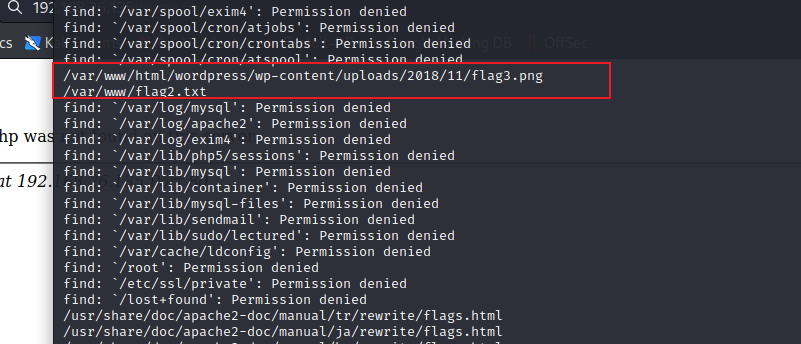 192
find: `/var/spool/exim4': Permission denied
find: `/var/spool/cron/atjobs': Permission denied
find: `/var/spool/cron/crontabs': Permission denied
find: `/var/spool/cron/atspool': Permission denied
/var/www/html/wordpress/wp-content/uploads/2018/11/flag3.png
/var/www/flag2.txt
find: `/var/log/mysql': Permission denied
find: `/var/log/apache2': Permission denied
find: `/var/log/exim4': Permission denied
find: `/var/lib/php5/sessions': Permission denied
find: `/var/lib/mysql': Permission denied
find: `/var/lib/container': Permission denied
find: `/var/lib/mysql-files': Permission denied
find: `/var/lib/sendmail': Permission denied
find: `/var/lib/sudo/lectured': Permission denied
find: `/var/cache/ldconfig': Permission denied
find: `/root': Permission denied
find: `/etc/ssl/private': Permission denied
find: `/lost+found': Permission denied
/usr/share/doc/apache2-doc/manual/tr/rewrite/flags.html
/usr/share/doc/apache2-doc/manual/ja/rewrite/flags.html
cs
DB OffSec
hp was
at 192.